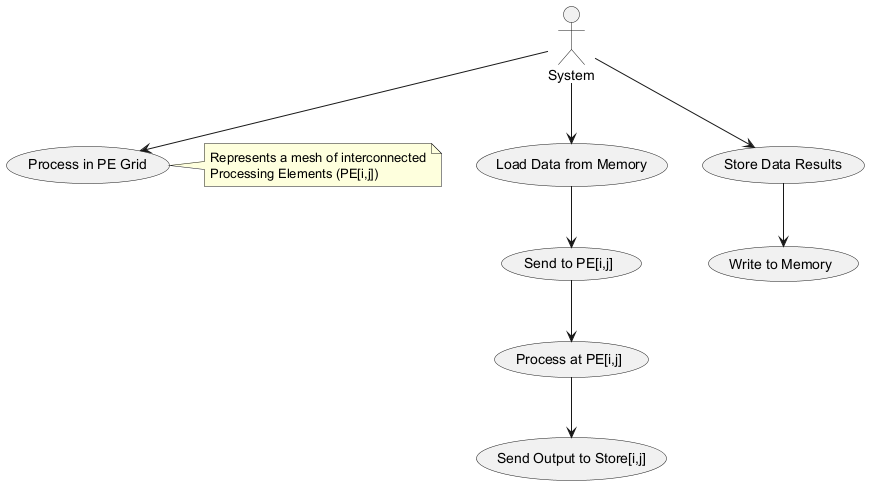 System
Process in PE Grid
Represents a mesh of interconnected
Processing Elements (PE[i,j])
Load Data from Memory
Store Data Results
Send to PE[i,j]
Write to Memory
Process at PE[i,j]
Send Output to Store[i,j]